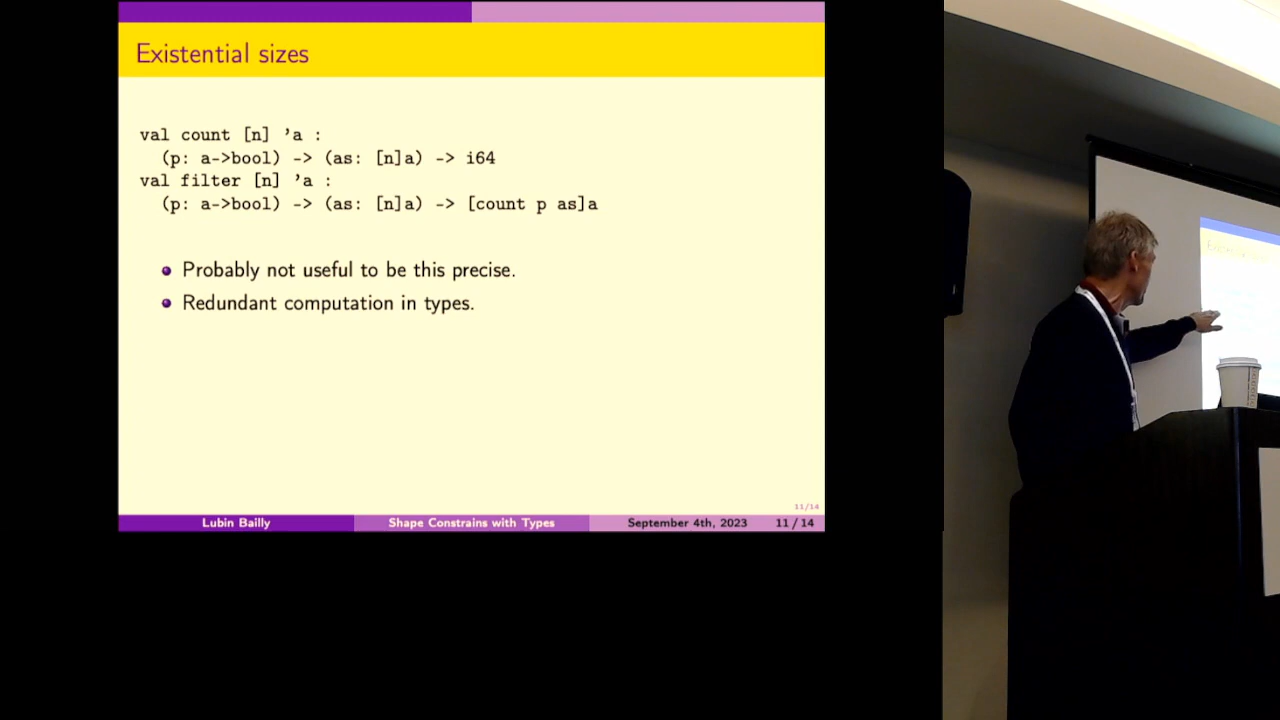 Existential sizes
val count [n] ’a :
(p: a->bool) -> (as: [n]a) -> i64
val filter [n] ’a :
(p: a->bool) -> (as: [n]a) -> [count p as]a
Probably not useful to be this precise.
Redundant computation in types.
11/14
Lubin Bailly
Shape Constrains with Types
September 4th, 2023
11 / 14